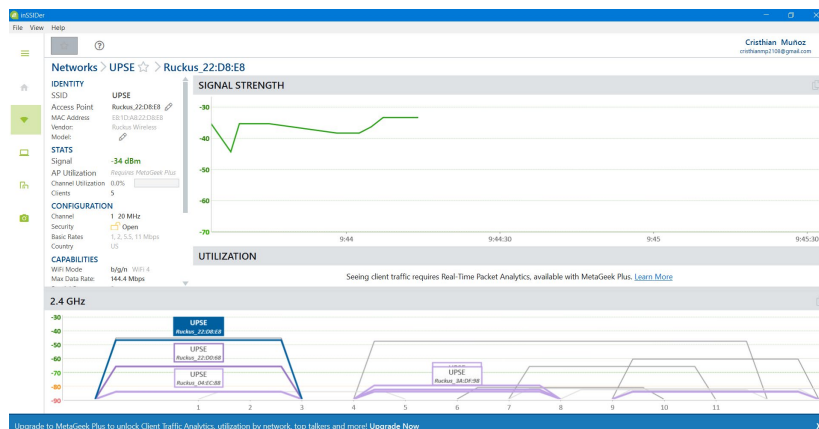 inSSIDer
File View Help
Cristhian Muñoz
cristhianmp2108@gmail.com
Networks > UPSE > Ruckus_22:D8:E8
IDENTITY
SSID UPSE
Access Point Ruckus_22:D8:E8
MAC Address E8:1D:A8:22:D8:E8
Vendor: Ruckus Wireless
Model:
STATS
Signal -34 dBm
AP Utilization Requires MetaGeek Plus
Channel Utilization 0.0%
Clients 5
CONFIGURATION
Channel 1 20 MHz
Security Open
Basic Rates 1, 2, 5.5, 11 Mbps
Country US
CAPABILITIES
WiFi Mode b/g/n WiFi 4
Max Data Rate: 144.4 Mbps
SIGNAL STRENGTH
-30
-40
-50
-60
-70
9:44 9:44:30 9:45 9:45:30
UTILIZATION
Seeing client traffic requires Real-Time Packet Analytics, available with MetaGeek Plus. Learn More
2.4 GHz
-30
-40
-50
-60
-70
-80
-90
UPSE
Ruckus_22:D8:E8
UPSE
Ruckus_22:D0:68
UPSE
Ruckus_04:EC:88
UPSE
Ruckus_3A:DF:98
1 2 3 4 5 6 7 8 9 10 11
Upgrade to MetaGeek Plus to unlock Client Traffic Analytics, utilization by network, top talkers and more! Upgrade Now
X